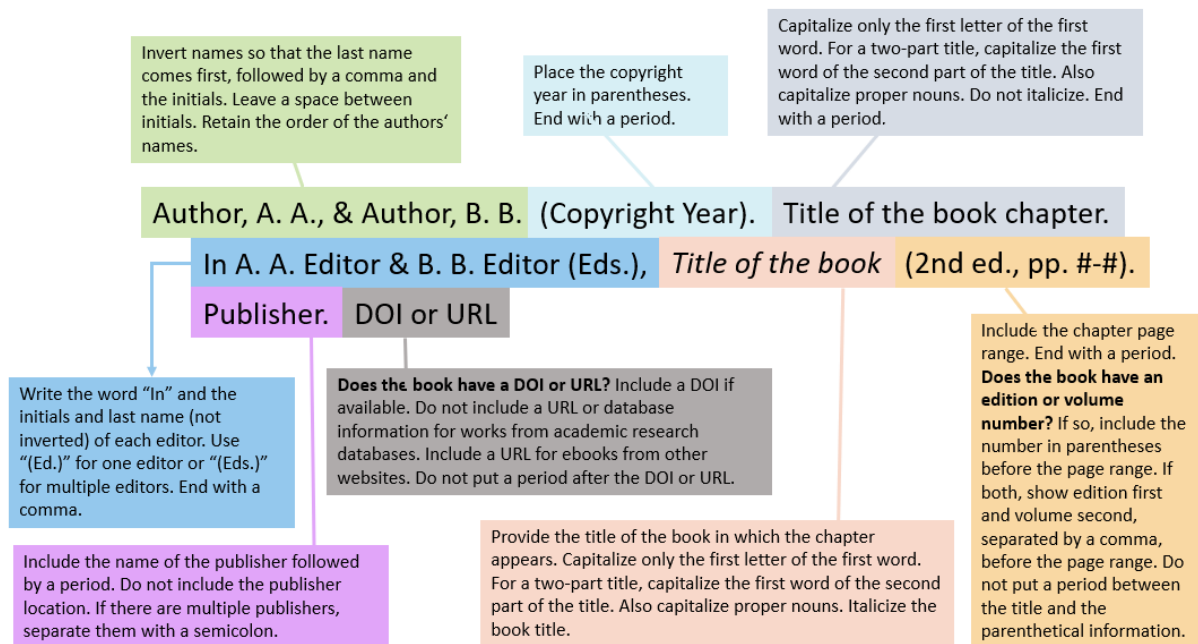 Invert names so that the last name
comes first, followed by a comma and
the initials. Leave a space between
initials. Retain the order of the authors‘
names.
Place the copyright
year in parentheses.
End with a period.
Capitalize only the first letter of the first
word. For a two-part title, capitalize the first
word of the second part of the title. Also
capitalize proper nouns. Do not italicize. End
with a period.
Author, A. A., & Author, B. B. (Copyright Year). Title of the book chapter.
In A. A. Editor & B. B. Editor (Eds.), Title of the book (2nd ed., pp. #-#).
Publisher. DOI or URL
Write the word “In” and the
initials and last name (not
inverted) of each editor. Use
“(Ed.)” for one editor or “(Eds.)”
for multiple editors. End with a
comma.
Does the book have a DOI or URL? Include a DOI if
available. Do not include a URL or database
information for works from academic research
databases. Include a URL for ebooks from other
websites. Do not put a period after the DOI or URL.
Include the chapter page
range. End with a period.
Does the book have an
edition or volume
number? If so, include the
number in parentheses
before the page range. If
both, show edition first
and volume second,
separated by a comma,
before the page range. Do
not put a period between
the title and the
parenthetical information.
Include the name of the publisher followed
by a period. Do not include the publisher
location. If there are multiple publishers,
separate them with a semicolon.
Provide the title of the book in which the chapter
appears. Capitalize only the first letter of the first word.
For a two-part title, capitalize the first word of the second
part of the title. Also capitalize proper nouns. Italicize the
book title.